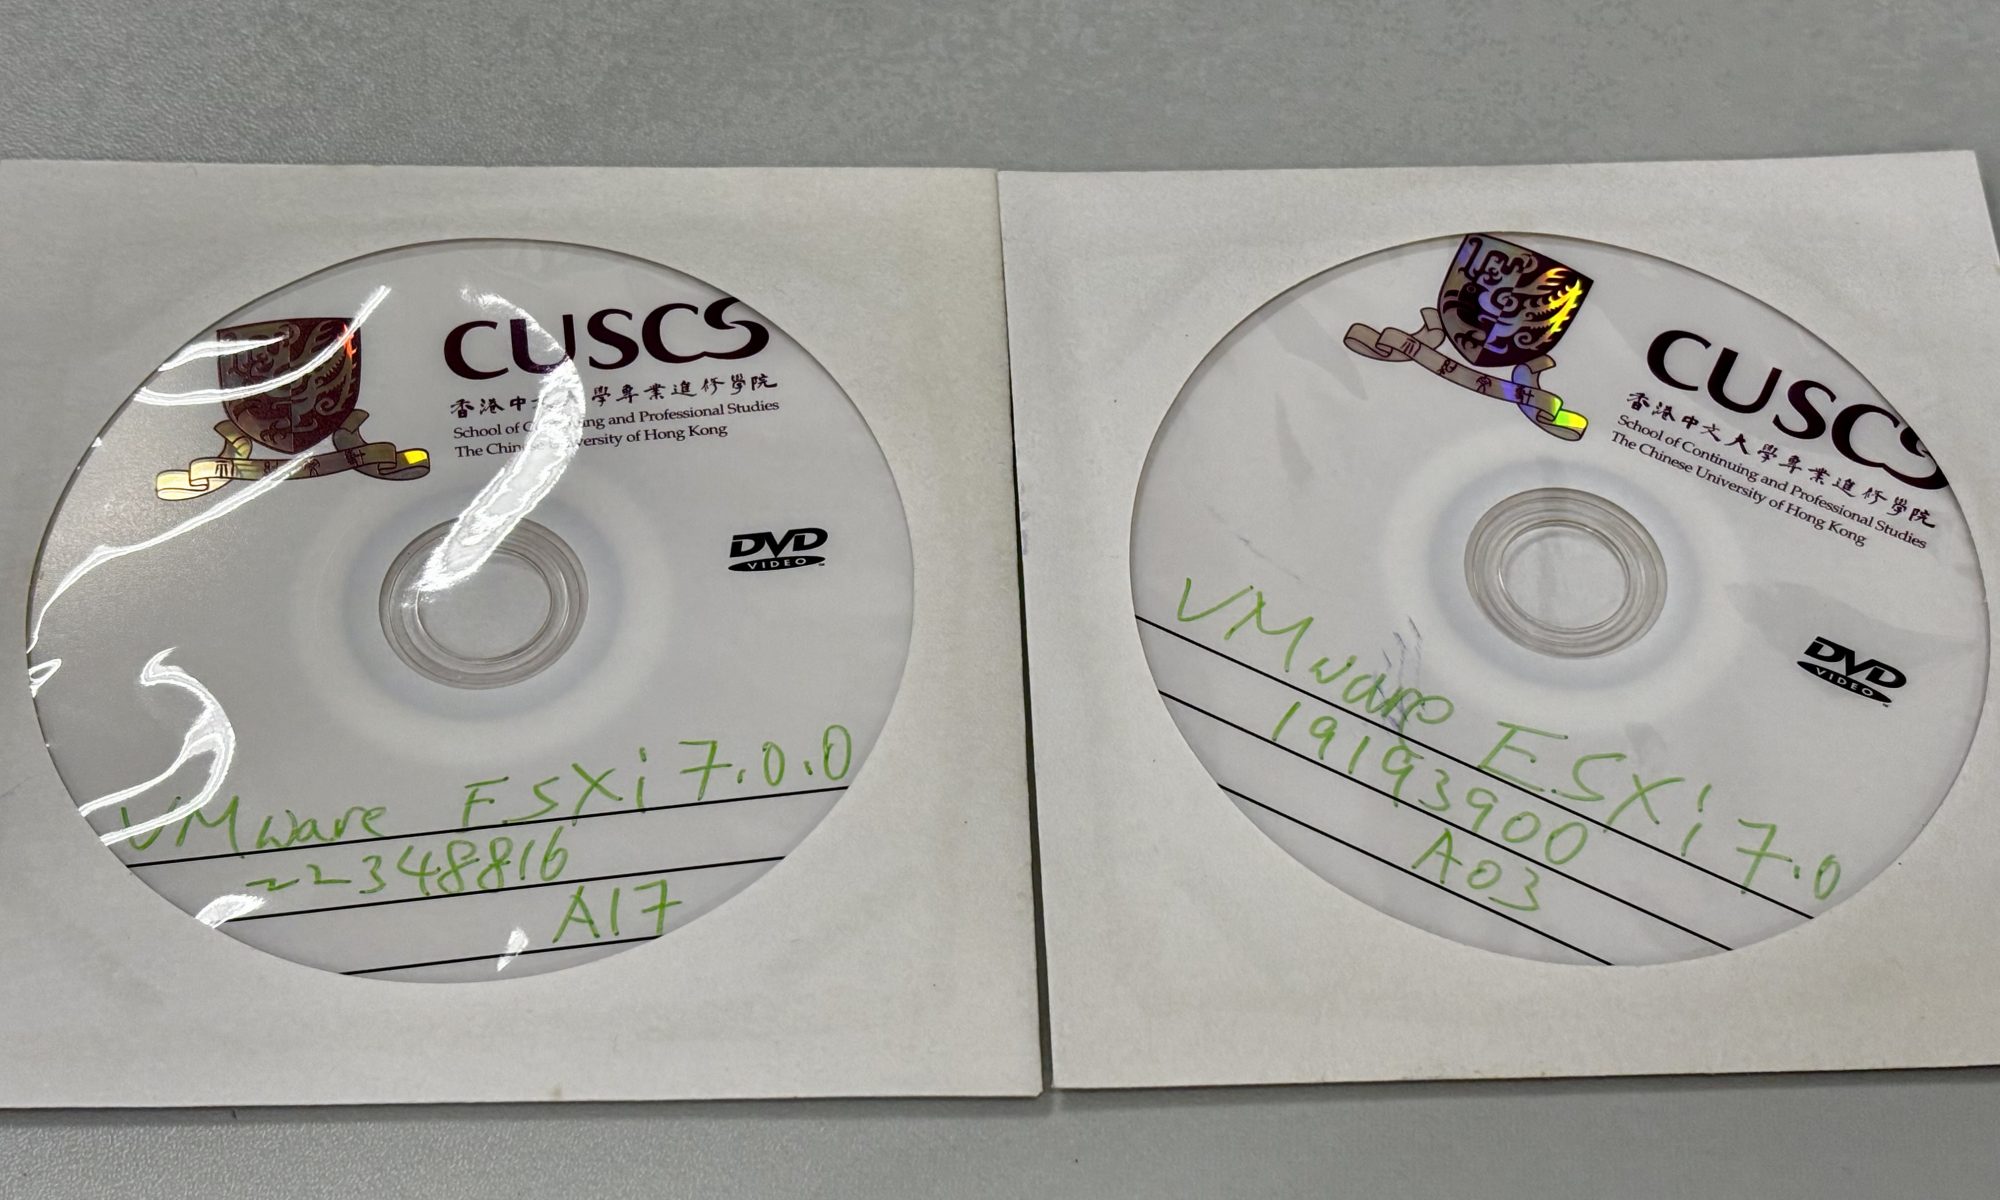 CUSCS
香港中文學專業進修學院
School of and Professional Studies
The University of Hong Kong
DVD
VIDEO
VMware ESXi 7.0.0
22348816
A17
CUSCS
香港中文大學專業進修學院
School of Continuing and Professional Studies
The Chinese University of Hong Kong
DVD
VIDEO
VMware ESXi 7.0
19193900
A03